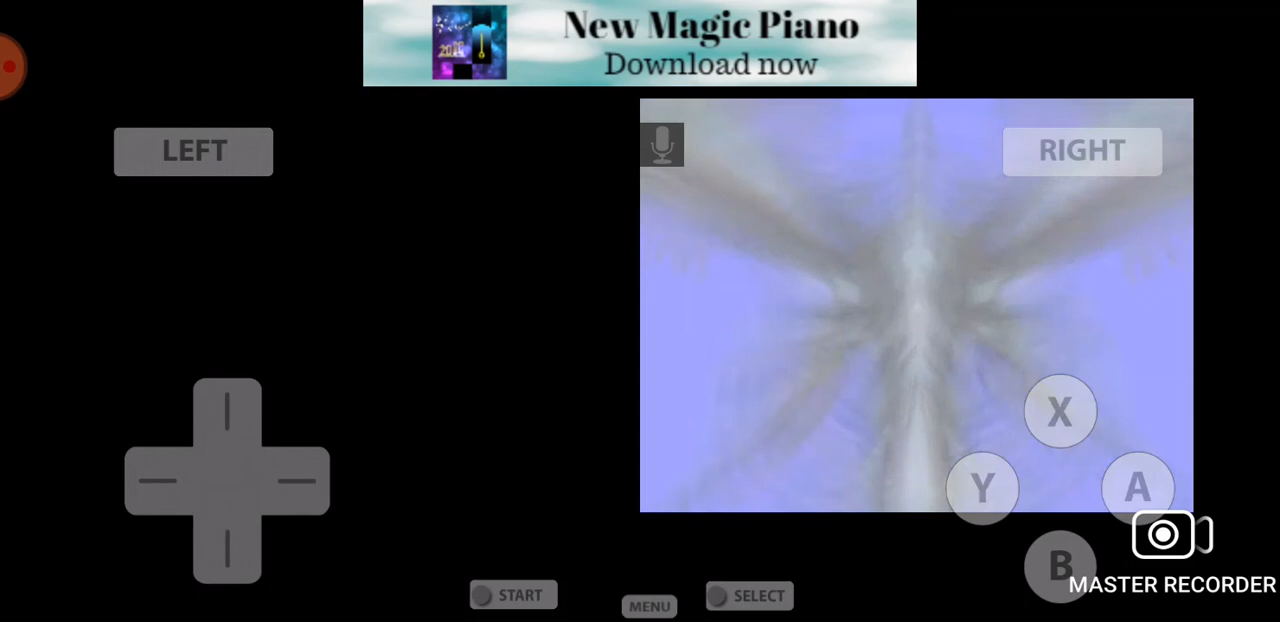 New Magic Piano
Download now
LEFT
RIGHT
X
Y
A
B
MASTER RECORDER
START
SELECT
MENU